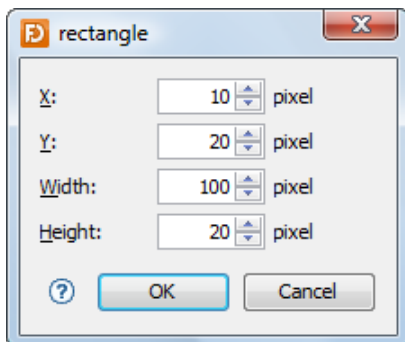 rectangle
X: 10 pixel
Y: 20 pixel
Width: 100 pixel
Height: 20 pixel
? OK Cancel